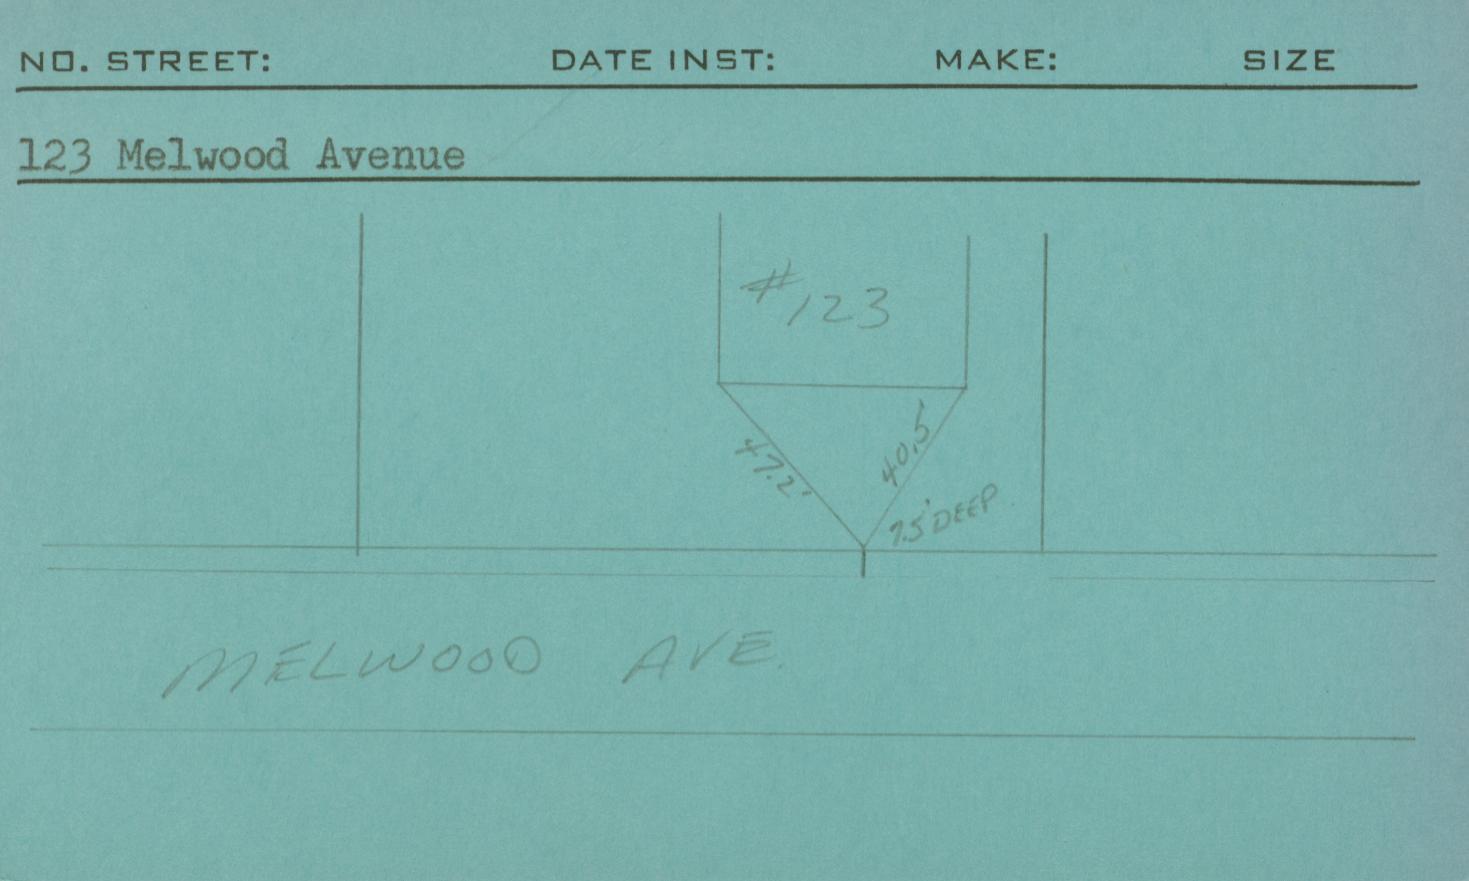 NO. STREET: DATE INST: MAKE: SIZE
123 Melwood Avenue
#123
47.2'
40.5'
7.5' DEEP
MELWOOD AVE.